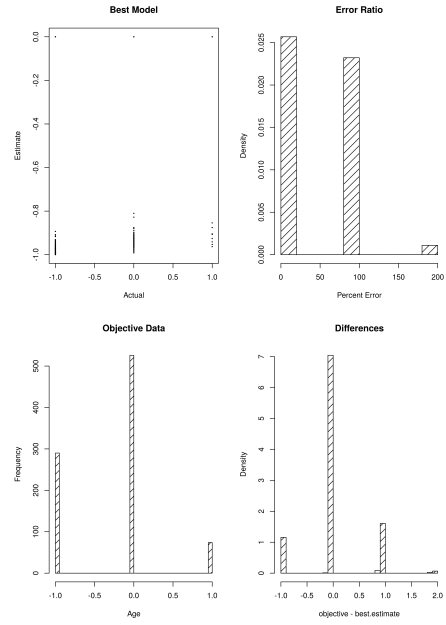 Best Model
Estimate
0.0
-0.2
-0.4
-0.6
-0.8
-1.0
-1.0 -0.5 0.0 0.5 1.0
Actual
Error Ratio
Density
0.025
0.020
0.015
0.010
0.005
0.000
0 50 100 150 200
Percent Error
Objective Data
Frequency
500
400
300
200
100
0
-1.0 -0.5 0.0 0.5 1.0
Age
Differences
Density
7
6
5
4
3
2
1
0
-1.0 -0.5 0.0 0.5 1.0 1.5 2.0
objective - best.estimate